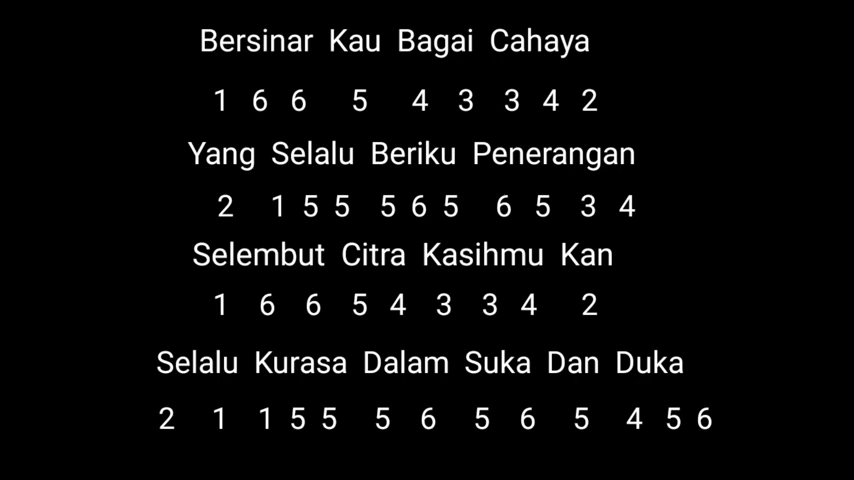 Bersinar Kau Bagai Cahaya
1 6 6 5 4 3 3 4 2
Yang Selalu Beriku Penerangan
2 1 5 5 5 6 5 6 5 3 4
Selembut Citra Kasihmu Kan
1 6 6 5 4 3 3 4 2
Selalu Kurasa Dalam Suka Dan Duka
2 1 1 5 5 5 6 5 6 5 4 5 6